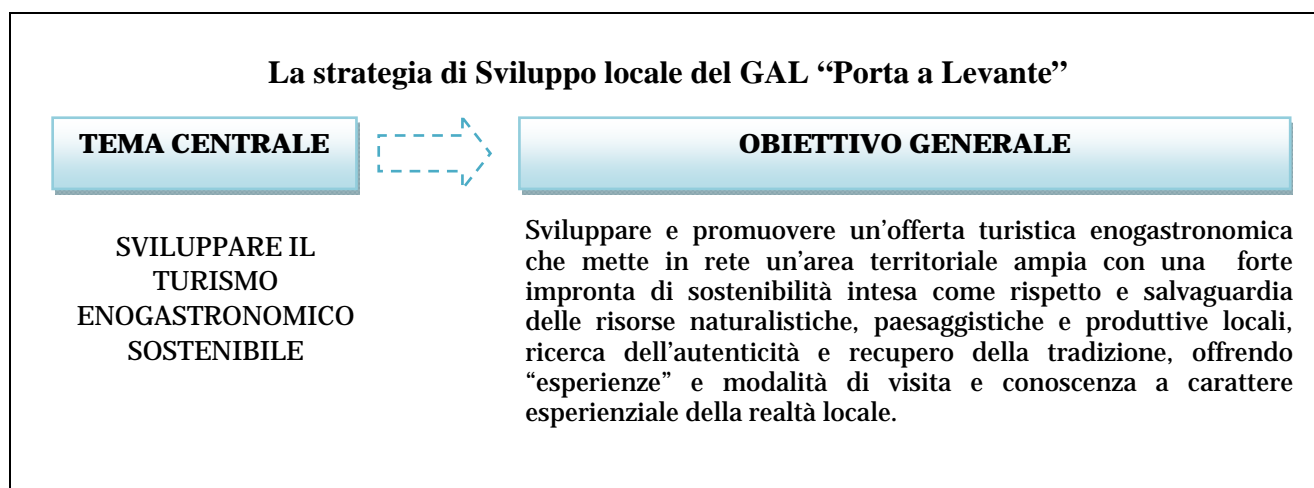 La strategia di Sviluppo locale del GAL “Porta a Levante”
TEMA CENTRALE
SVILUPPARE IL
TURISMO
ENOGASTRONOMICO
SOSTENIBILE
OBIETTIVO GENERALE
Sviluppare e promuovere un’offerta turistica enogastronomica
che mette in rete un’area territoriale ampia con una forte
impronta di sostenibilità intesa come rispetto e salvaguardia
delle risorse naturalistiche, paesaggistiche e produttive locali,
ricerca dell’autenticità e recupero della tradizione, offrendo
“esperienze” e modalità di visita e conoscenza a carattere
esperienziale della realtà locale.